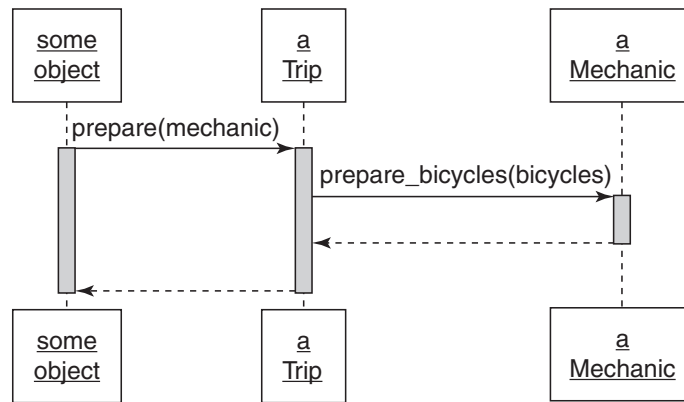 some
object
a
Trip
a
Mechanic
prepare(mechanic)
prepare_bicycles(bicycles)
some
object
a
Trip
a
Mechanic